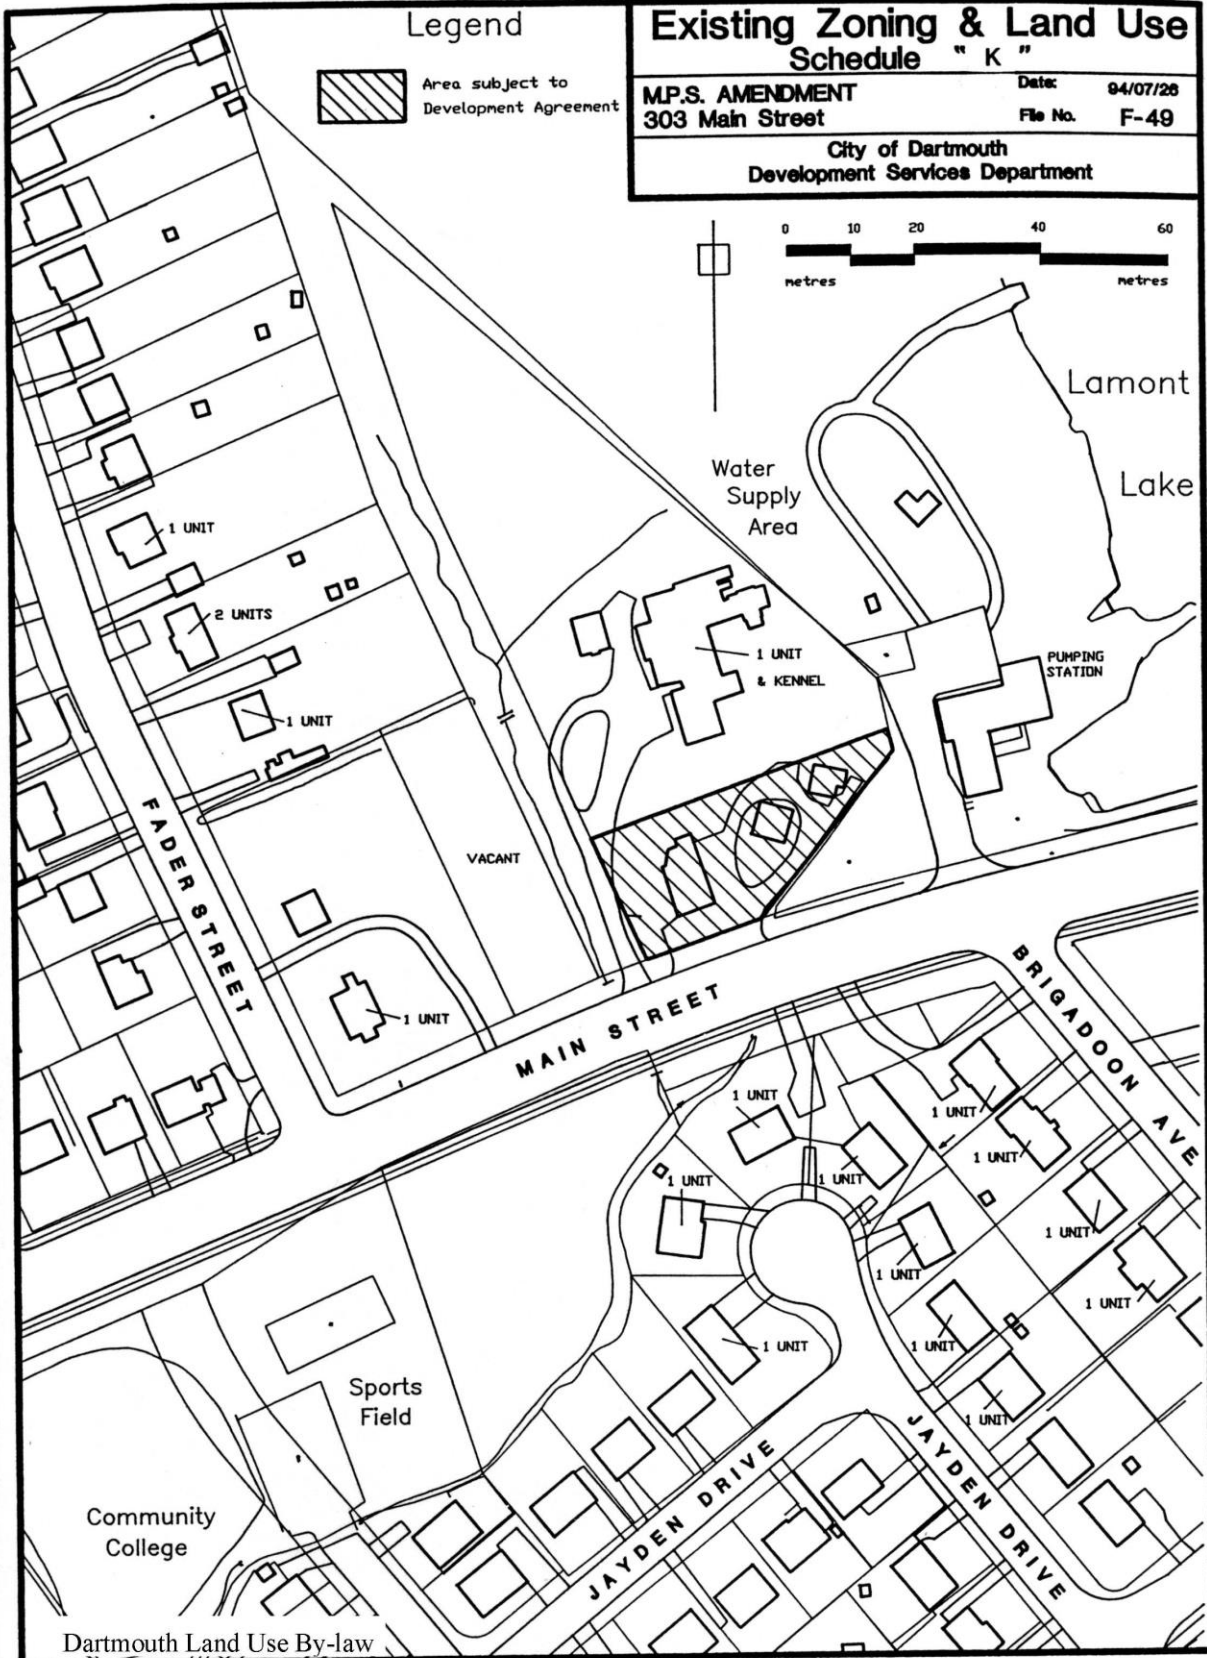 Legend
Area subject to
Development Agreement
Existing Zoning & Land Use
Schedule " K "
M.P.S. AMENDMENT
303 Main Street
Date: 94/07/26
File No. F-49
City of Dartmouth
Development Services Department
0 10 20 40 60
metres metres
Lamont
Lake
Water
Supply
Area
1 UNIT
2 UNITS
1 UNIT
1 UNIT
& KENNEL
PUMPING
STATION
VACANT
FADER STREET
1 UNIT
MAIN STREET
BRIGADOON AVE
1 UNIT
1 UNIT
1 UNIT
1 UNIT
1 UNIT
1 UNIT
1 UNIT
1 UNIT
1 UNIT
1 UNIT
1 UNIT
1 UNIT
Sports
Field
JAYDEN DRIVE
JAYDEN DRIVE
Community
College
Dartmouth Land Use By-law